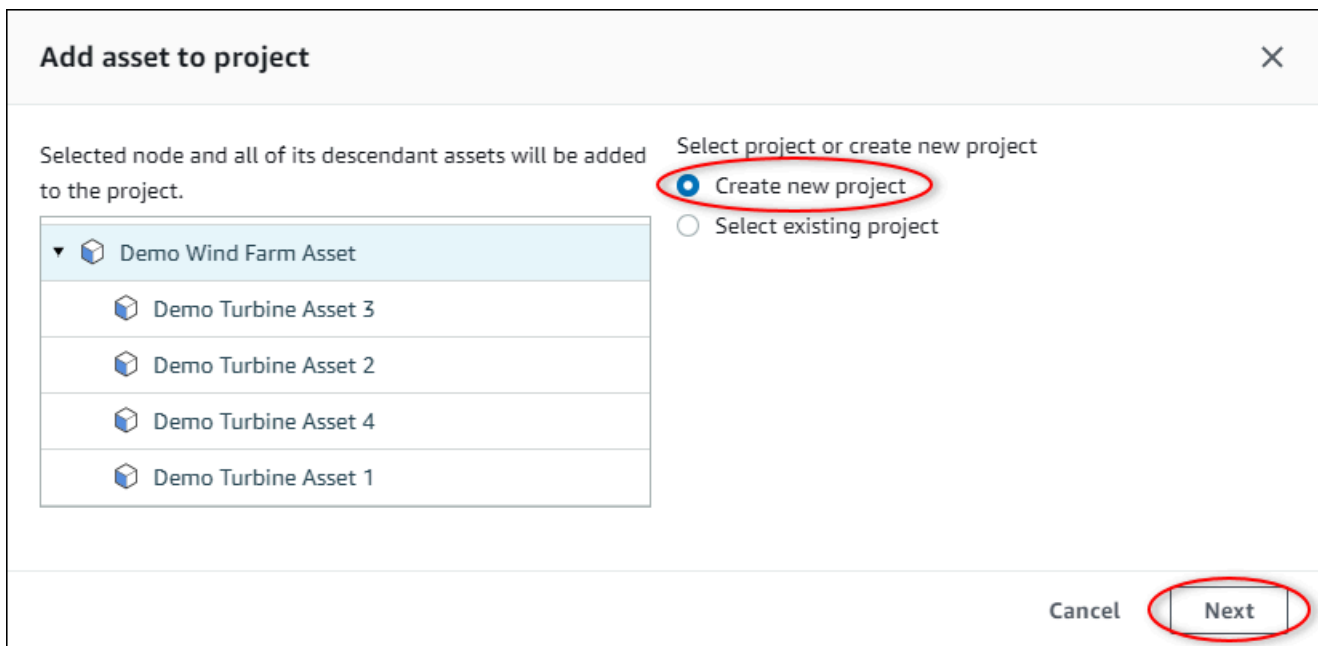 Add asset to project
Selected node and all of its descendant assets will be added
to the project.
Demo Wind Farm Asset
Demo Turbine Asset 3
Demo Turbine Asset 2
Demo Turbine Asset 4
Demo Turbine Asset 1
Select project or create new project
Create new project
Select existing project
Cancel
Next